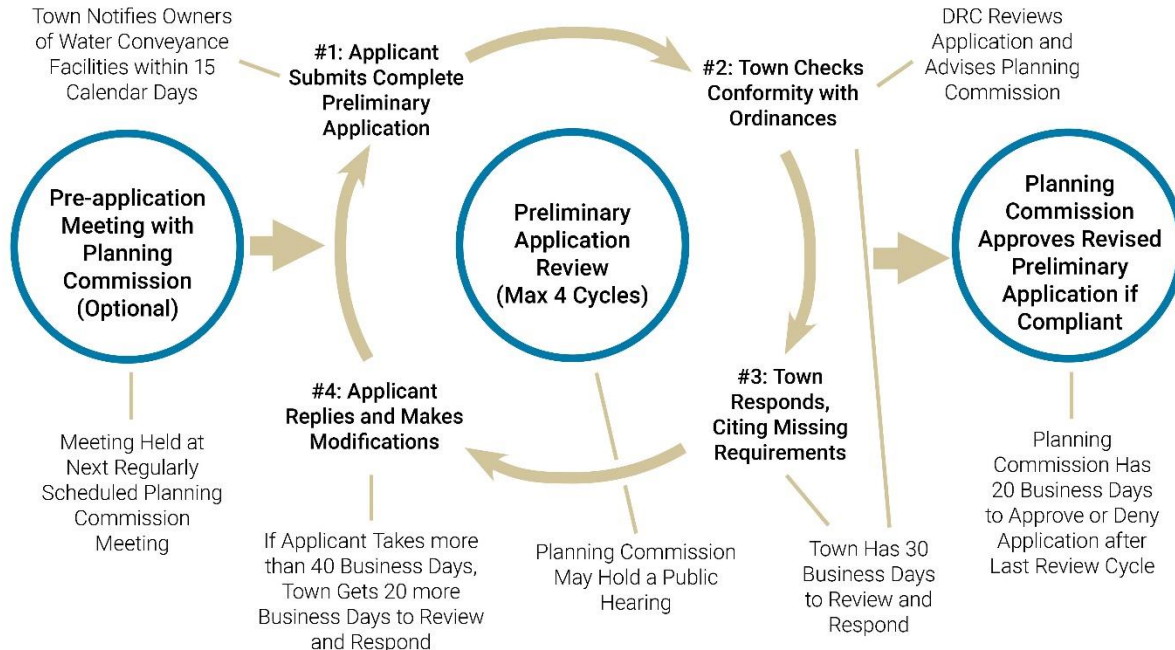 Town Notifies Owners
of Water Conveyance
Facilities within 15
Calendar Days
#1: Applicant
Submits Complete
Preliminary
Application
#2: Town Checks
Conformity with
Ordinances
DRC Reviews
Application and
Advises Planning
Commission
Pre-application
Meeting with
Planning
Commission
(Optional)
Preliminary
Application
Review
(Max 4 Cycles)
Planning
Commission
Approves Revised
Preliminary
Application if
Compliant
#4: Applicant
Replies and Makes
Modifications
#3: Town
Responds,
Citing Missing
Requirements
Meeting Held at
Next Regularly
Scheduled Planning
Commission
Meeting
If Applicant Takes more
than 40 Business Days,
Town Gets 20 more
Business Days to Review
and Respond
Planning Commission
May Hold a Public
Hearing
Town Has 30
Business Days
to Review and
Respond
Planning
Commission Has
20 Business Days
to Approve or Deny
Application after
Last Review Cycle